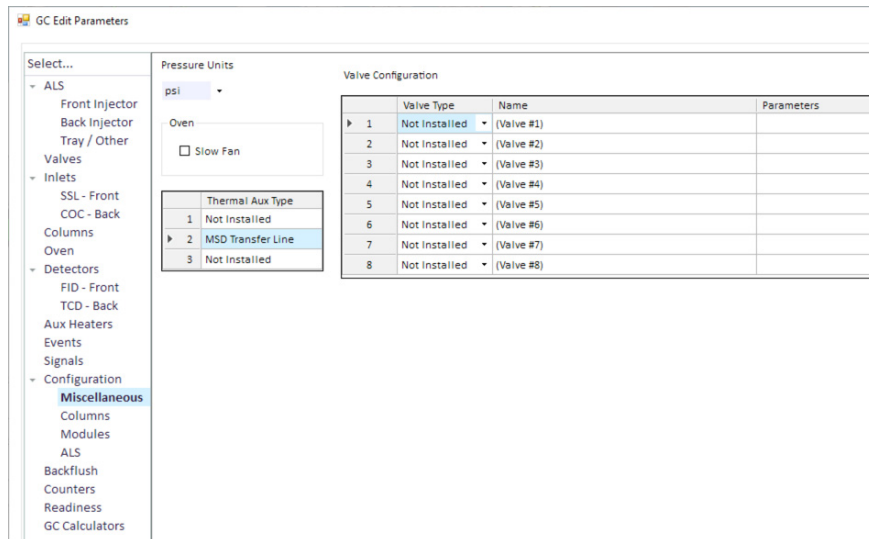 GC Edit Parameters
Select...
ALS
Front Injector
Back Injector
Tray / Other
Valves
Inlets
SSL - Front
COC - Back
Columns
Oven
Detectors
FID - Front
TCD - Back
Aux Heaters
Events
Signals
Configuration
Miscellaneous
Columns
Modules
ALS
Backflush
Counters
Readiness
GC Calculators
Pressure Units
psi
Oven
Slow Fan
Thermal Aux Type
1 Not Installed
2 MSD Transfer Line
3 Not Installed
Valve Configuration
Valve Type Name Parameters
1 Not Installed (Valve #1)
2 Not Installed (Valve #2)
3 Not Installed (Valve #3)
4 Not Installed (Valve #4)
5 Not Installed (Valve #5)
6 Not Installed (Valve #6)
7 Not Installed (Valve #7)
8 Not Installed (Valve #8)